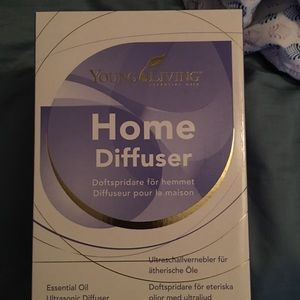 YOUNG LIVING
ESSENTIAL OILS
Home
Diffuser
Doftspridare för hemmet
Diffuseur pour le maison
Essential Oil
Ultrasonic Diffuser
Ultraschallvernebler für
ätherische Öle
Doftspridare för eteriska
oljor med ultraljud